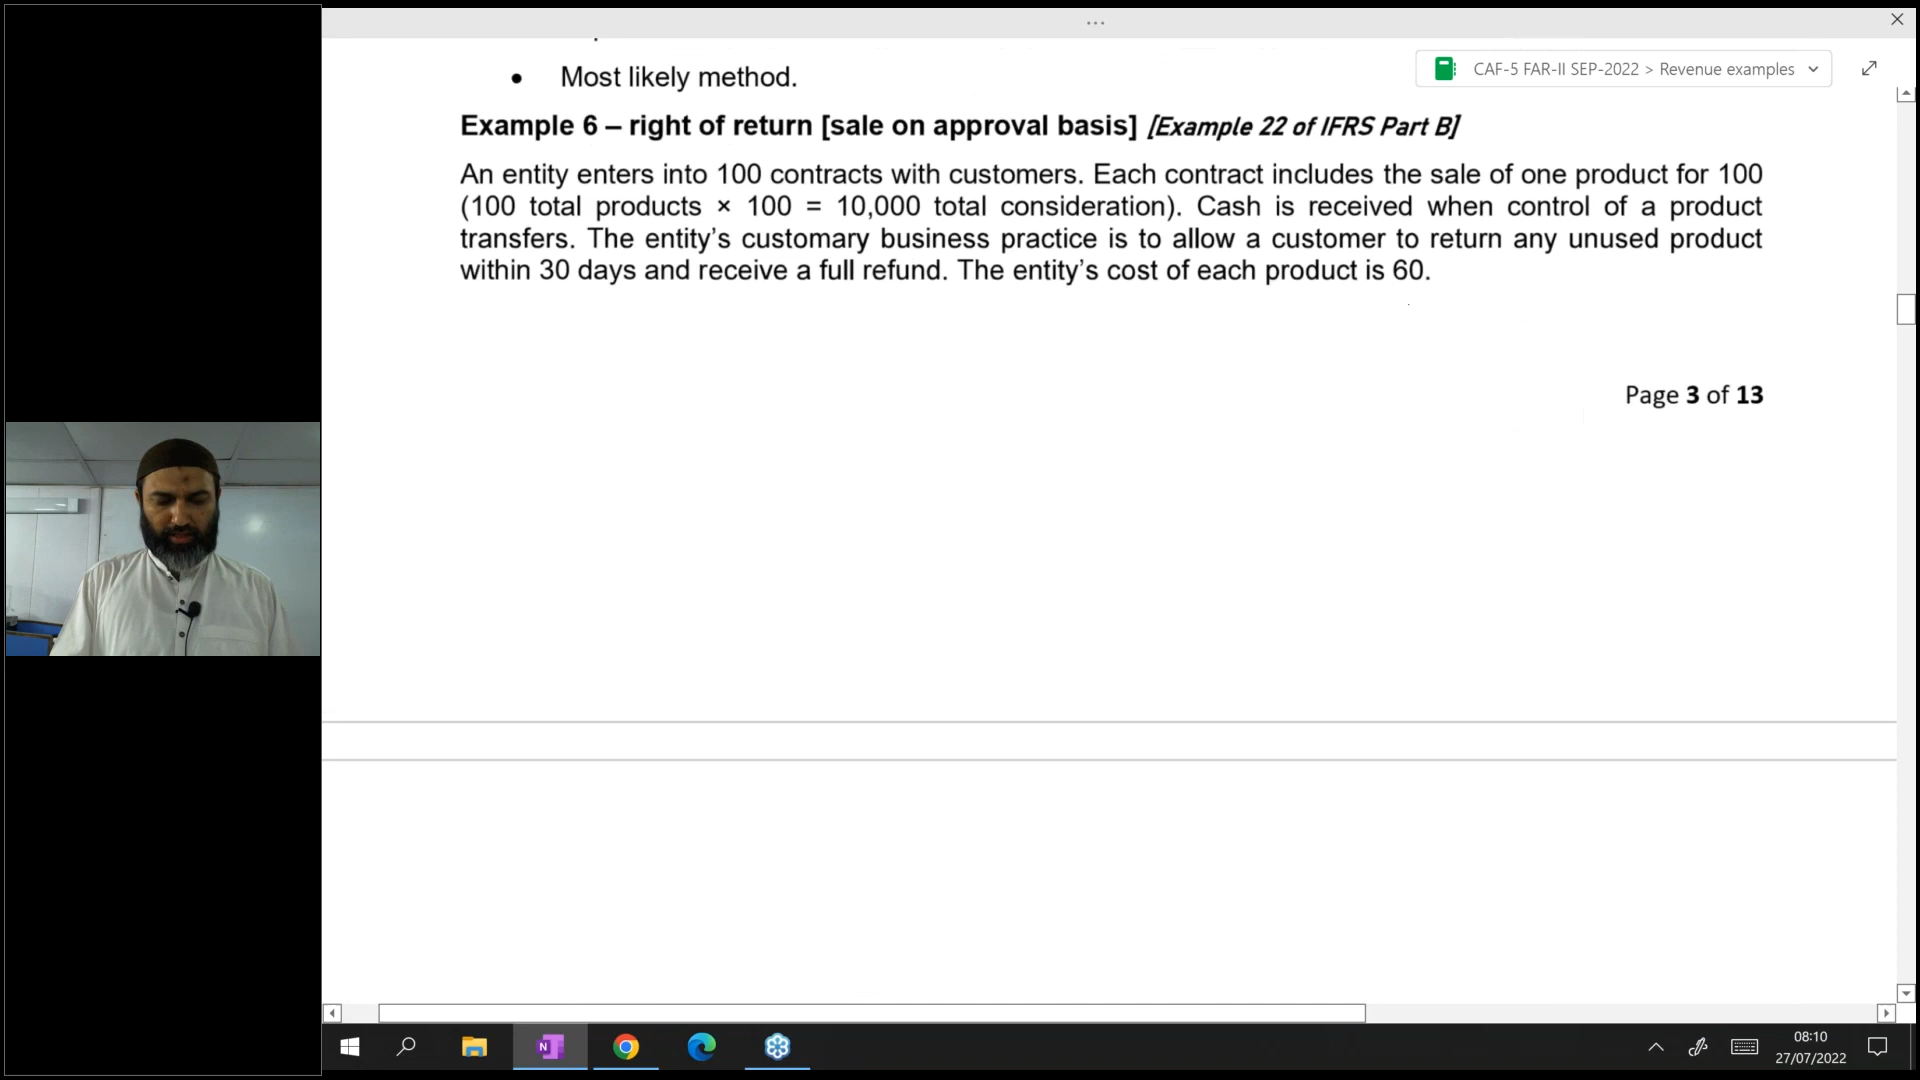 ...
CAF-5 FAR-II SEP-2022 > Revenue examples
• Most likely method.
Example 6 – right of return [sale on approval basis] [Example 22 of IFRS Part B]
An entity enters into 100 contracts with customers. Each contract includes the sale of one product for 100
(100 total products × 100 = 10,000 total consideration). Cash is received when control of a product
transfers. The entity’s customary business practice is to allow a customer to return any unused product
within 30 days and receive a full refund. The entity’s cost of each product is 60.
Page 3 of 13
N
08:10
27/07/2022